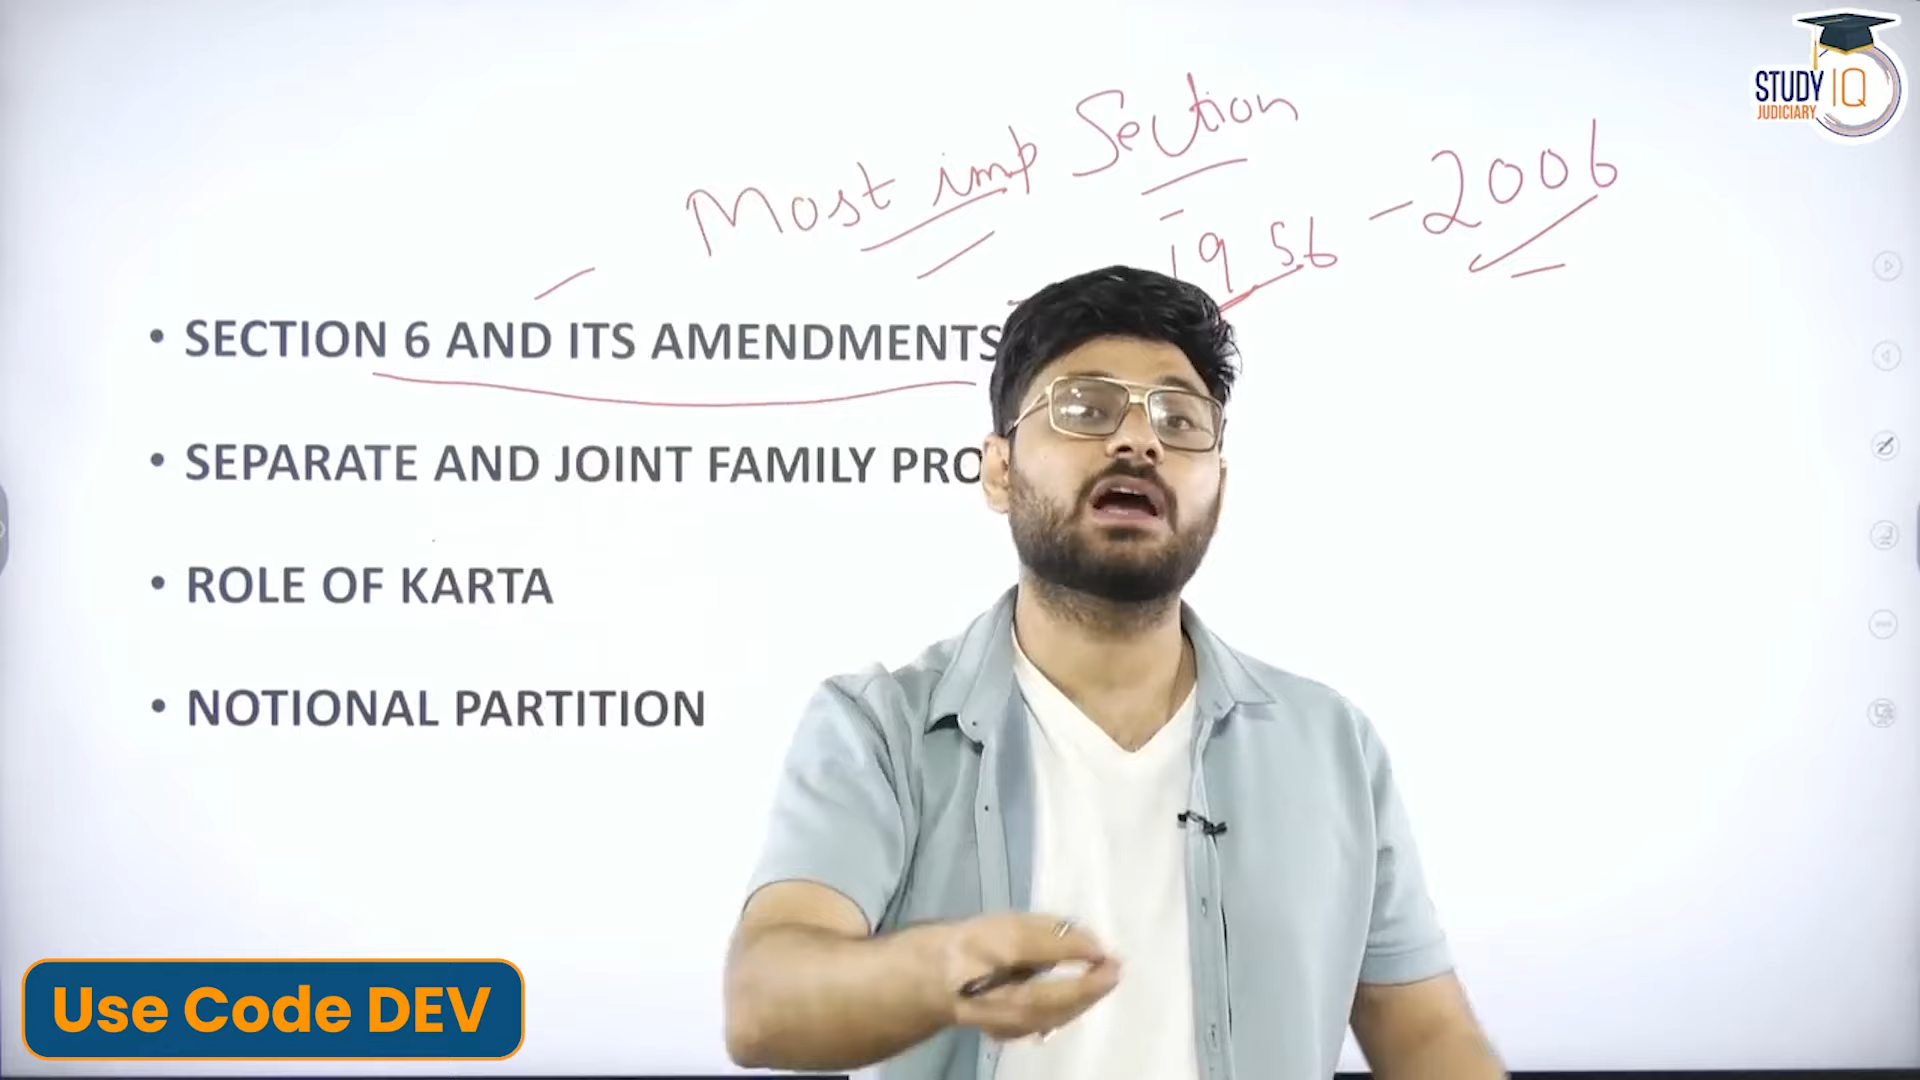 STUDY IQ
JUDICIARY
Most imp Section
1956 - 2006
• SECTION 6 AND ITS AMENDMENTS
• SEPARATE AND JOINT FAMILY PRO
• ROLE OF KARTA
• NOTIONAL PARTITION
Use Code DEV